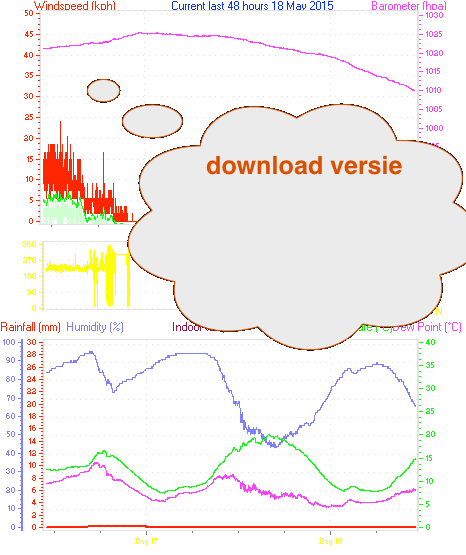 Windspeed (kph) Current last 48 hours 18 May 2015 Barometer (hpa)
50 1030
45 1025
40 1020
35 1015
30 1010
25 1005
20 1000
15
10
5
0
download versie
360
270
180
90
0
N
Rainfall (mm) Humidity (%) Indoor Dew Point (°C)
100 30 40
90 28 35
80 26 30
70 24 25
60 22 20
50 20 15
40 18 10
30 16 5
20 14 0
10 12
0 10
8
6
4
2
0
Day 17 Day 18